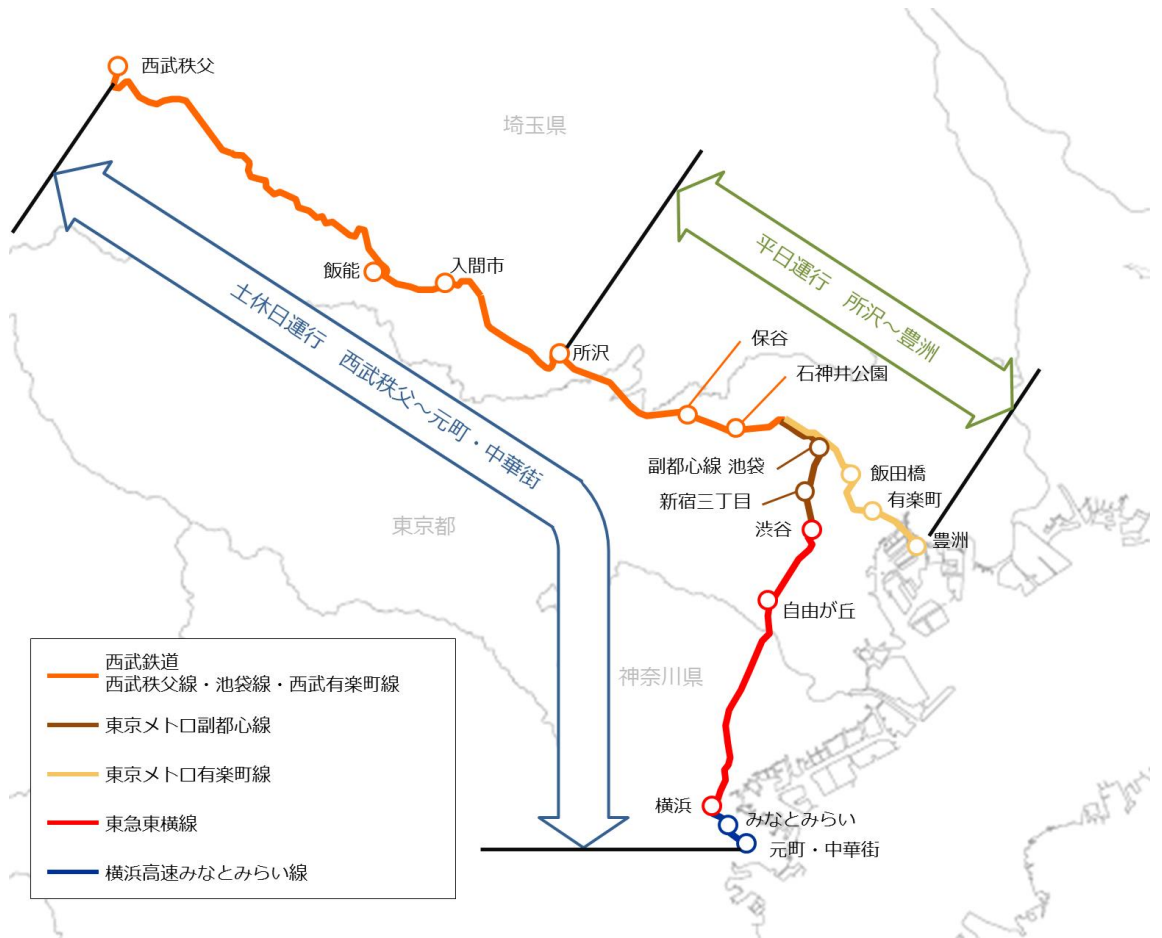 西武秩父
埼玉県
飯能
入間市
土休日運行 西武秩父～元町・中華街
平日運行 所沢～豊洲
所沢
保谷
石神井公園
副都心線 池袋
飯田橋
新宿三丁目
有楽町
東京都
渋谷
豊洲
自由が丘
神奈川県
横浜
みなとみらい
元町・中華街
西武鉄道
西武秩父線・池袋線・西武有楽町線
東京メトロ副都心線
東京メトロ有楽町線
東急東横線
横浜高速みなとみらい線